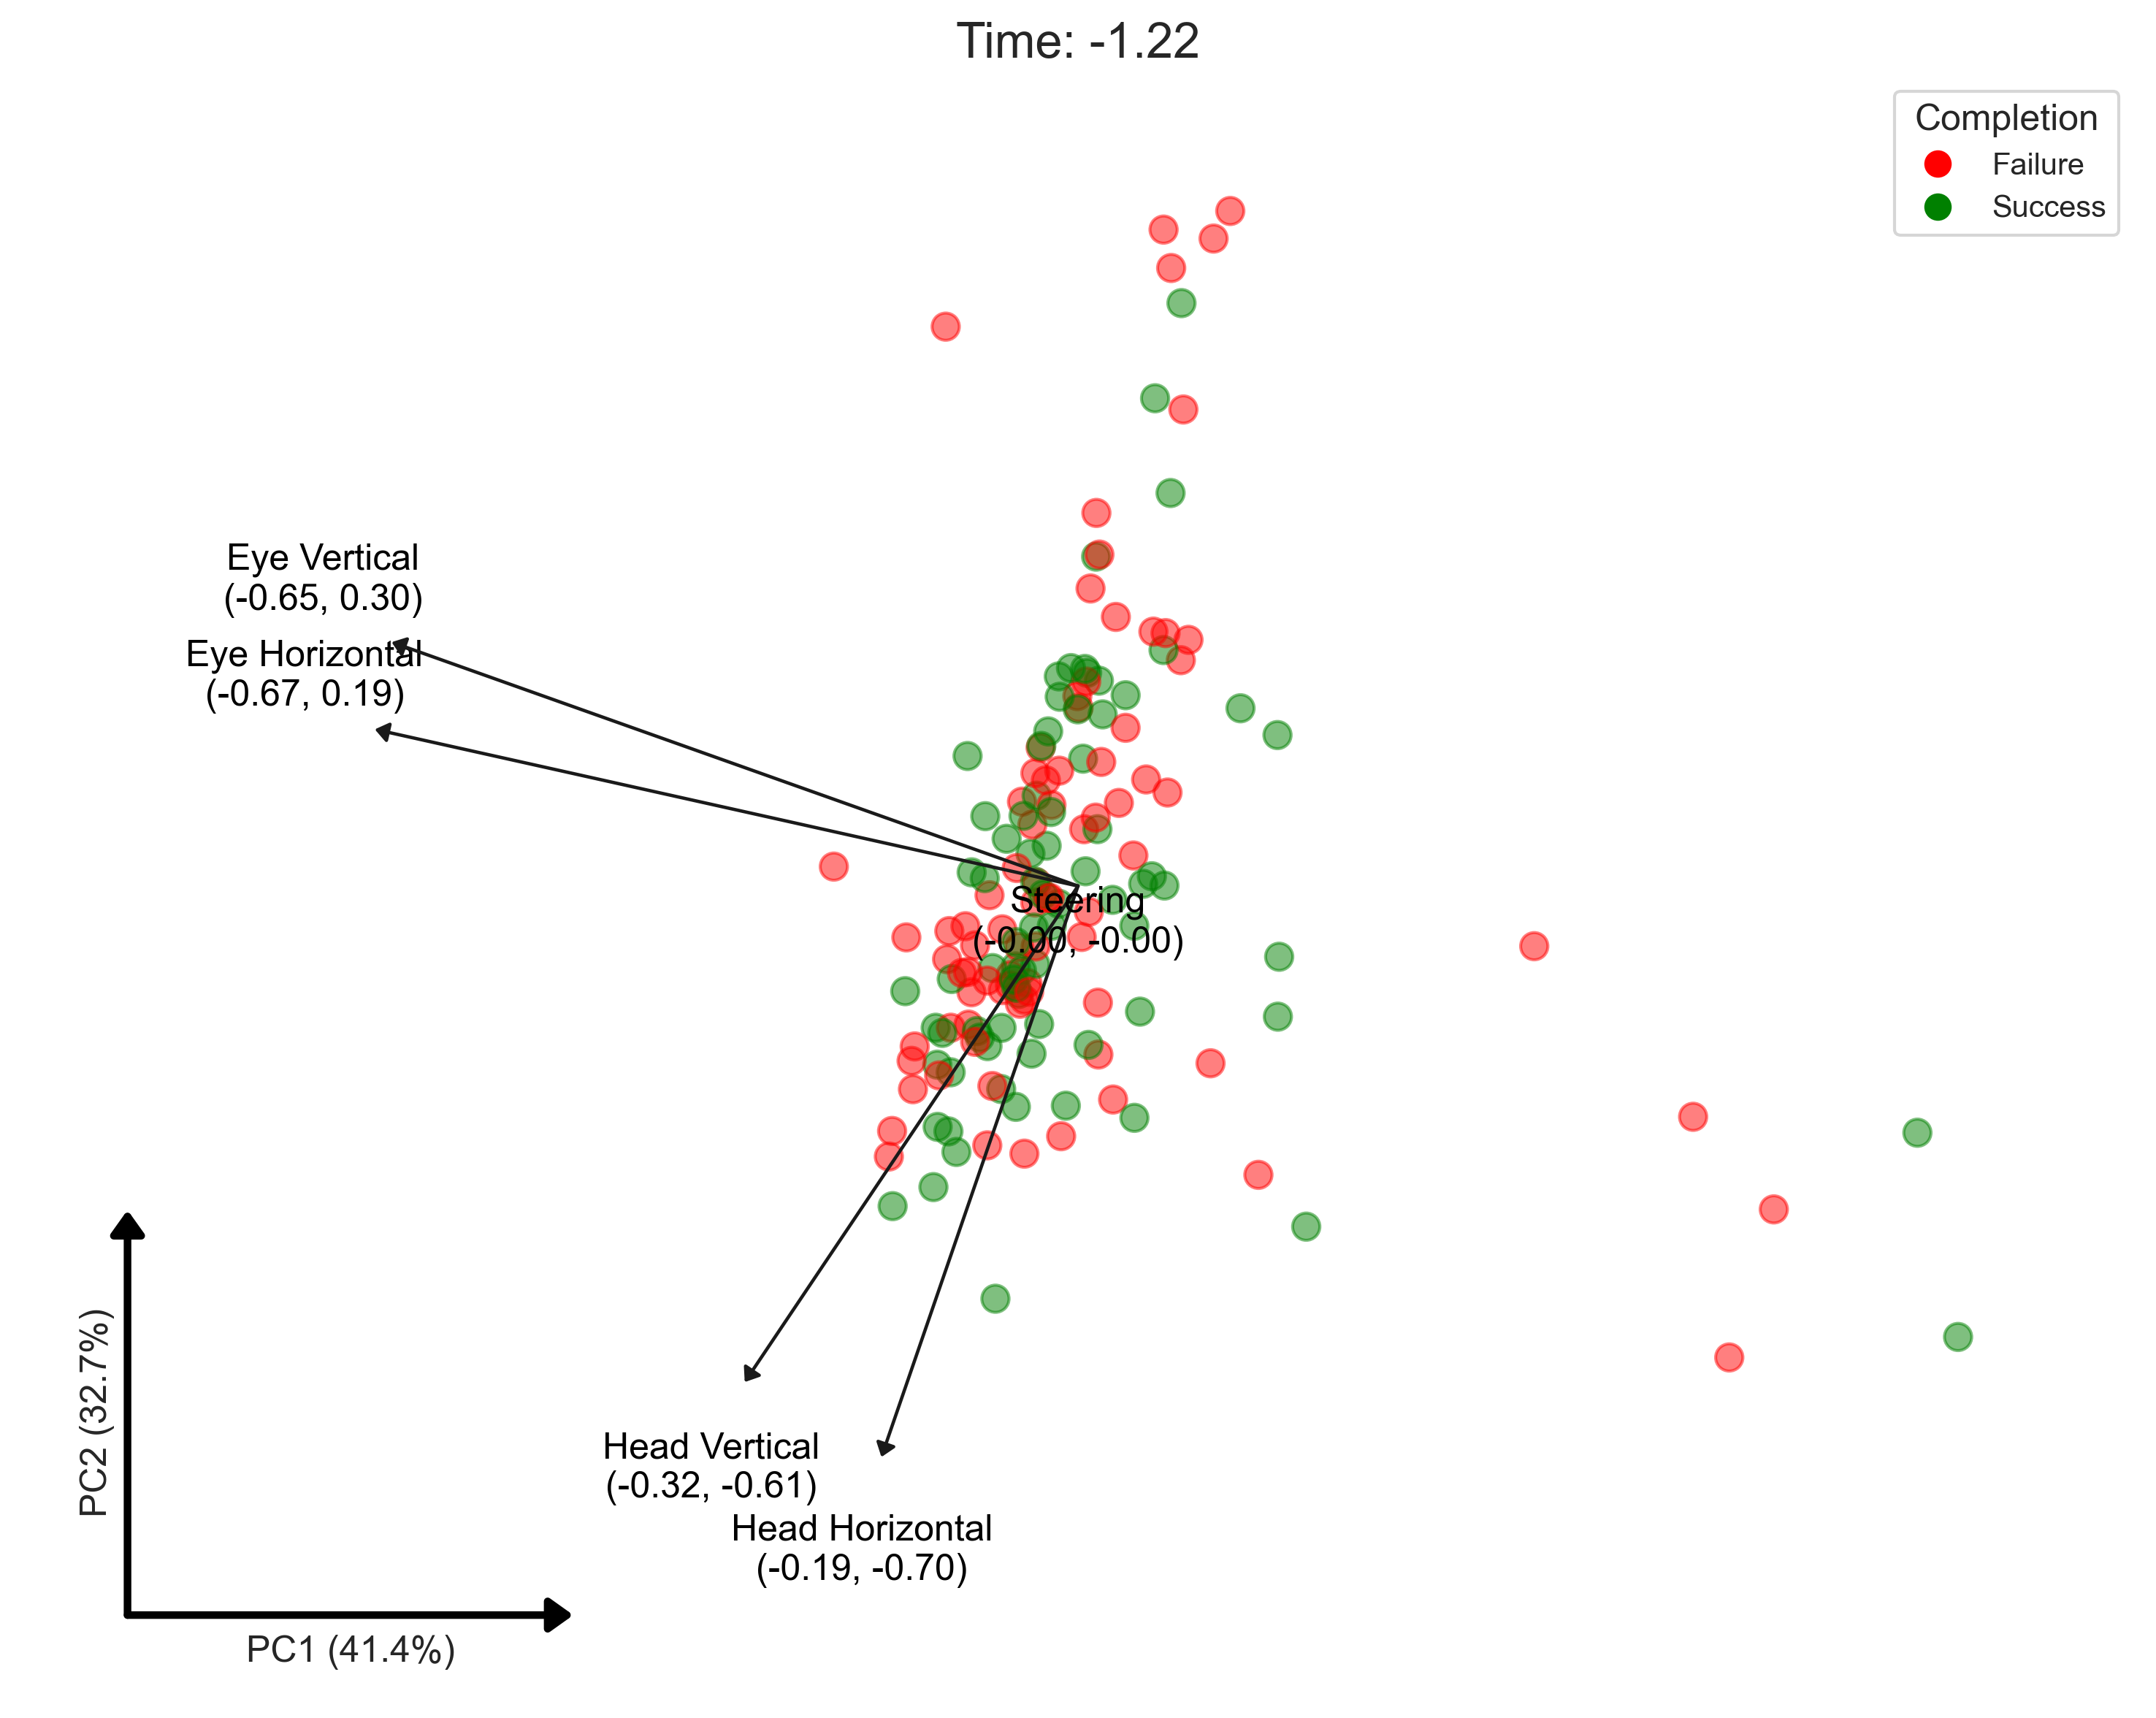 Time: -1.22
Completion
Failure
Success
Eye Vertical
(-0.65, 0.30)
Eye Horizontal
(-0.67, 0.19)
Steering
(-0.00, -0.00)
Head Vertical
(-0.32, -0.61)
Head Horizontal
(-0.19, -0.70)
PC2 (32.7%)
PC1 (41.4%)